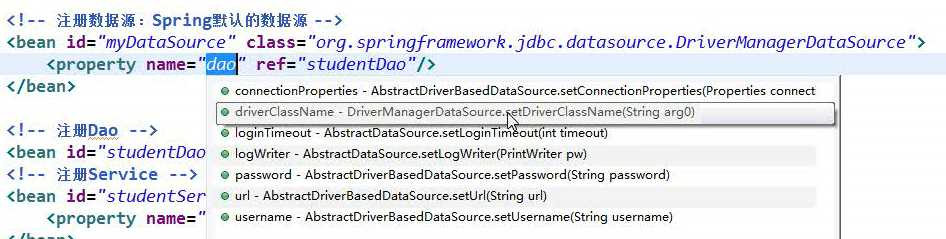 <!-- 注册数据源：Spring默认的数据源 -->
<bean id="myDataSource" class="org.springframework.jdbc.datasource.DriverManagerDataSource">
<property name="dao" ref="studentDao"/>
</bean>
connectionProperties - AbstractDriverBasedDataSource.setConnectionProperties(Properties connect
driverClassName - DriverManagerDataSource.setDriverClassName(String arg0)
loginTimeout - AbstractDataSource.setLoginTimeout(int timeout)
logWriter - AbstractDataSource.setLogWriter(PrintWriter pw)
password - AbstractDriverBasedDataSource.setPassword(String password)
url - AbstractDriverBasedDataSource.setUrl(String url)
username - AbstractDriverBasedDataSource.setUsername(String username)
<!-- 注册Dao -->
<bean id="studentDao
<!-- 注册Service -->
<bean id="studentSer
<property name="
</bean>